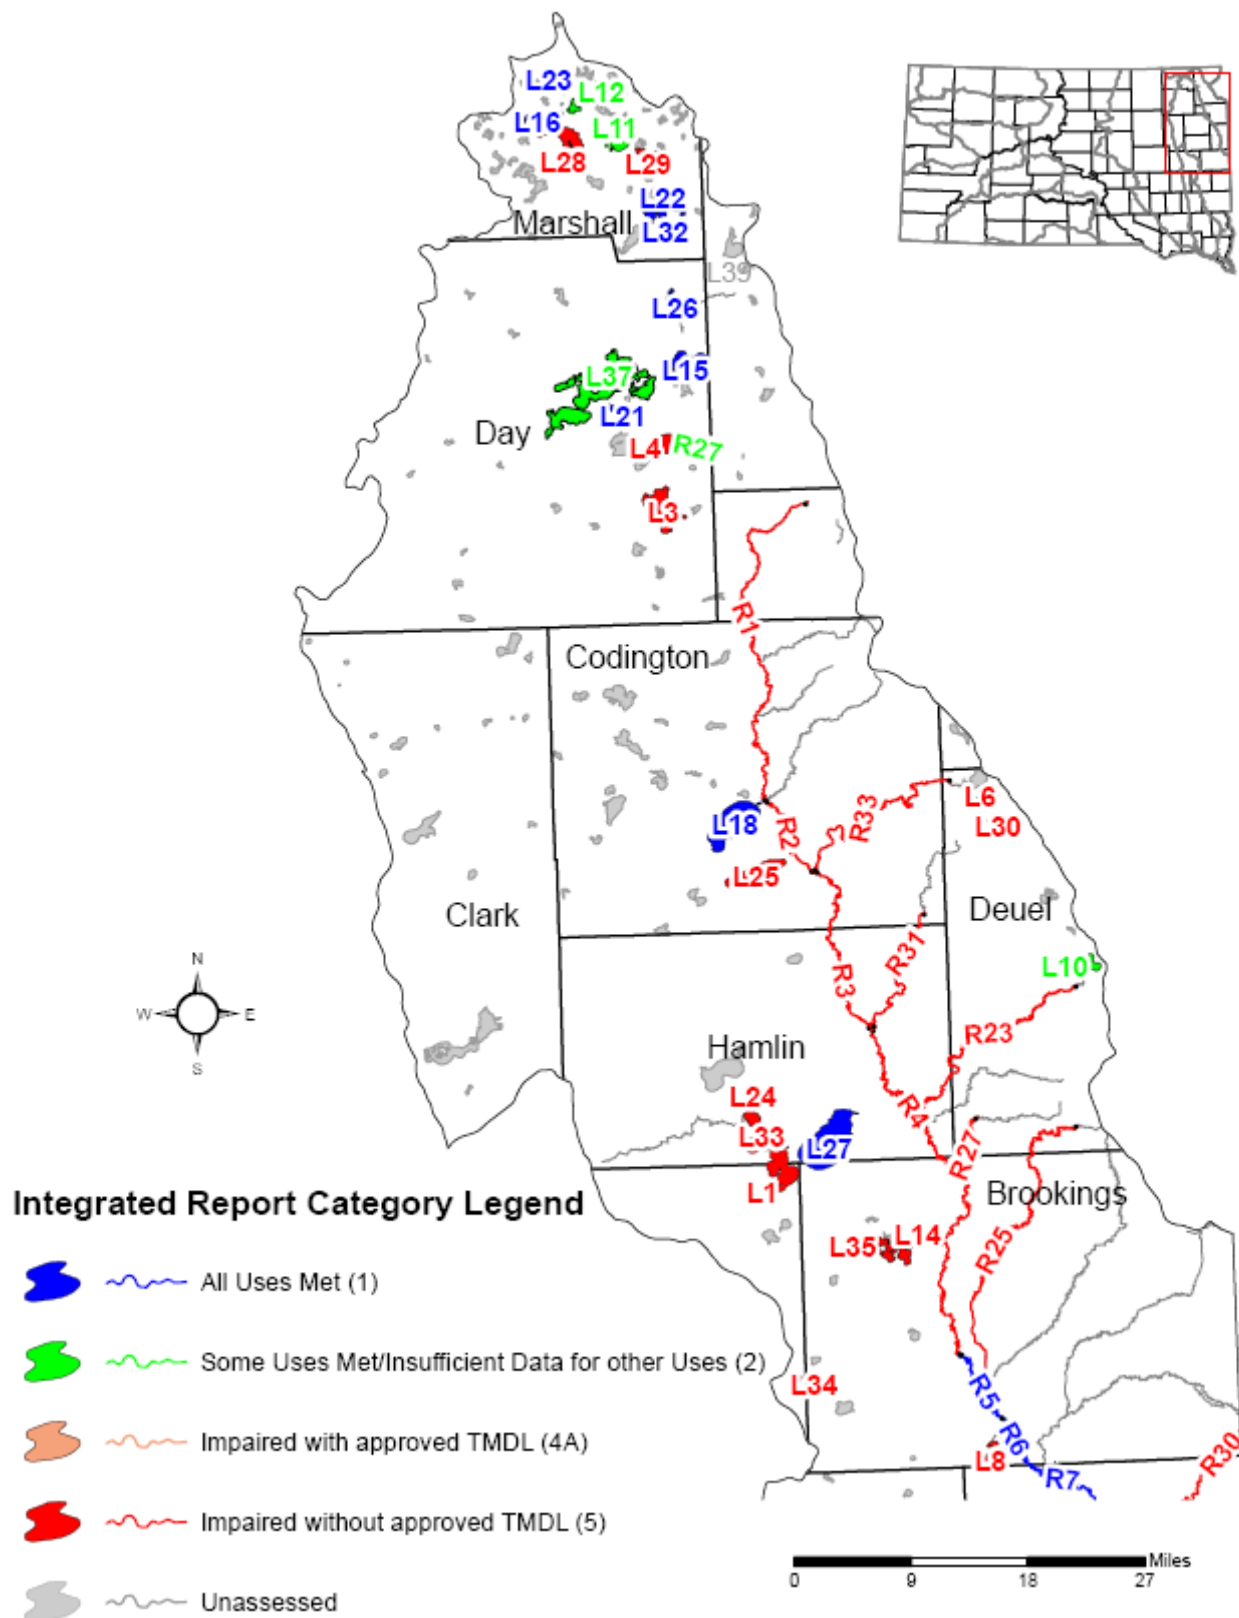 L23
L12
L16
L11
L28
L29
L22
Marshall
L32
L39
L26
L37
L15
L21
Day
L4
R27
L3
R1
Codington
L6
L18
R2
R33
L30
L25
Clark
Deuel
R31
L10
R3
N
W
E
S
R23
Hamlin
L24
R4
L33
L27
R27
L1
Brookings
L35
L14
R25
L34
R5
R6
L8
R7
R30
Integrated Report Category Legend
All Uses Met (1)
Some Uses Met/Insufficient Data for other Uses (2)
Impaired with approved TMDL (4A)
Impaired without approved TMDL (5)
Unassessed
Miles
0 9 18 27